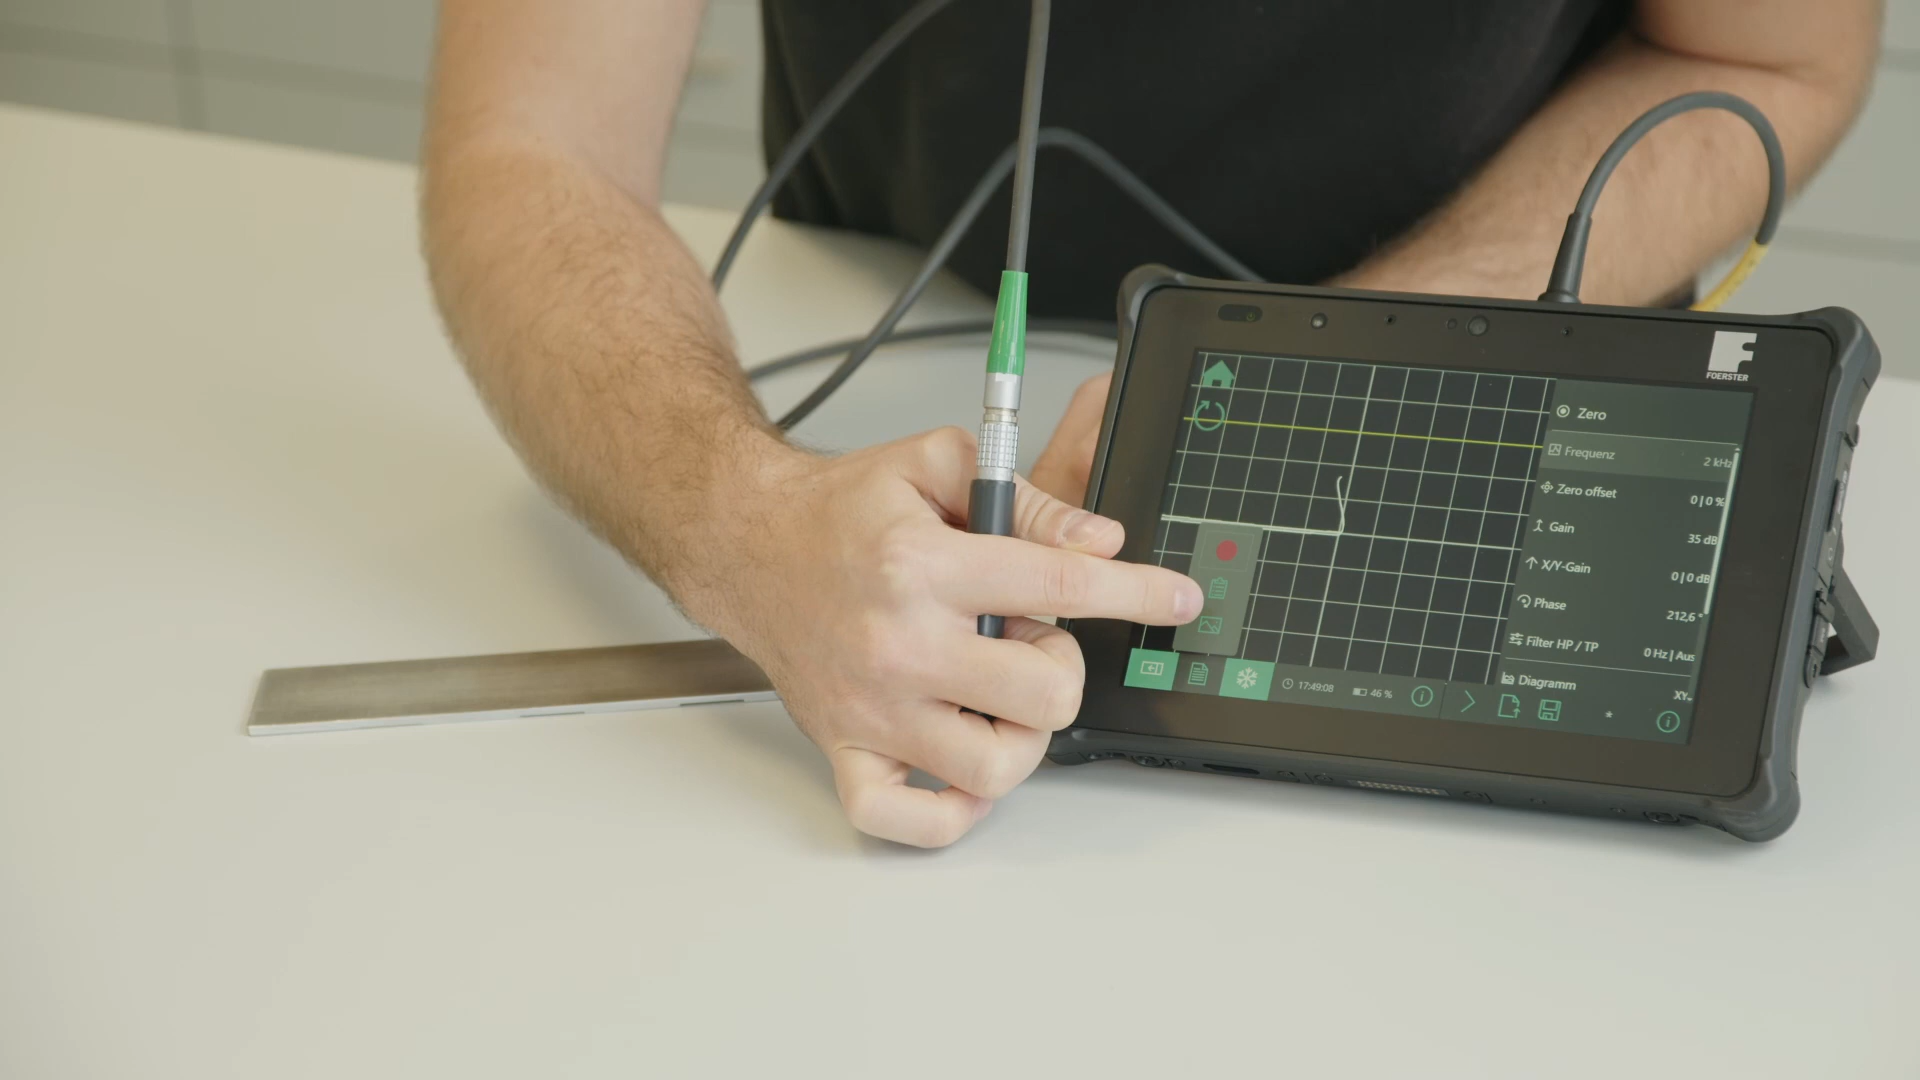 FOERSTER
Zero
Frequenz 2 kHz
Zero offset 0|0 %
Gain 35 dB
X/Y-Gain 0|0 dB
Phase 212,6 °
Filter HP / TP 0 Hz | Aus
Diagramm XY
17:49:08 46 %